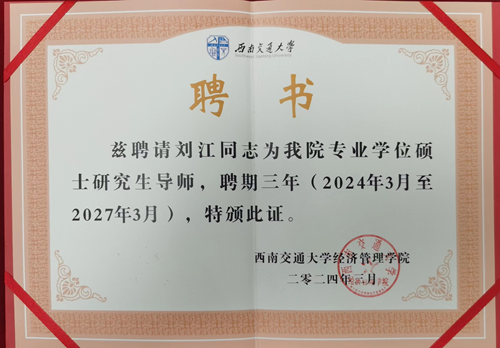 西南交通大学
聘书
兹聘请刘江同志为我院专业学位硕
士研究生导师，聘期三年（2024年3月至
2027年3月），特颁此证。
西南交通大学经济管理学院
二零二四年三月